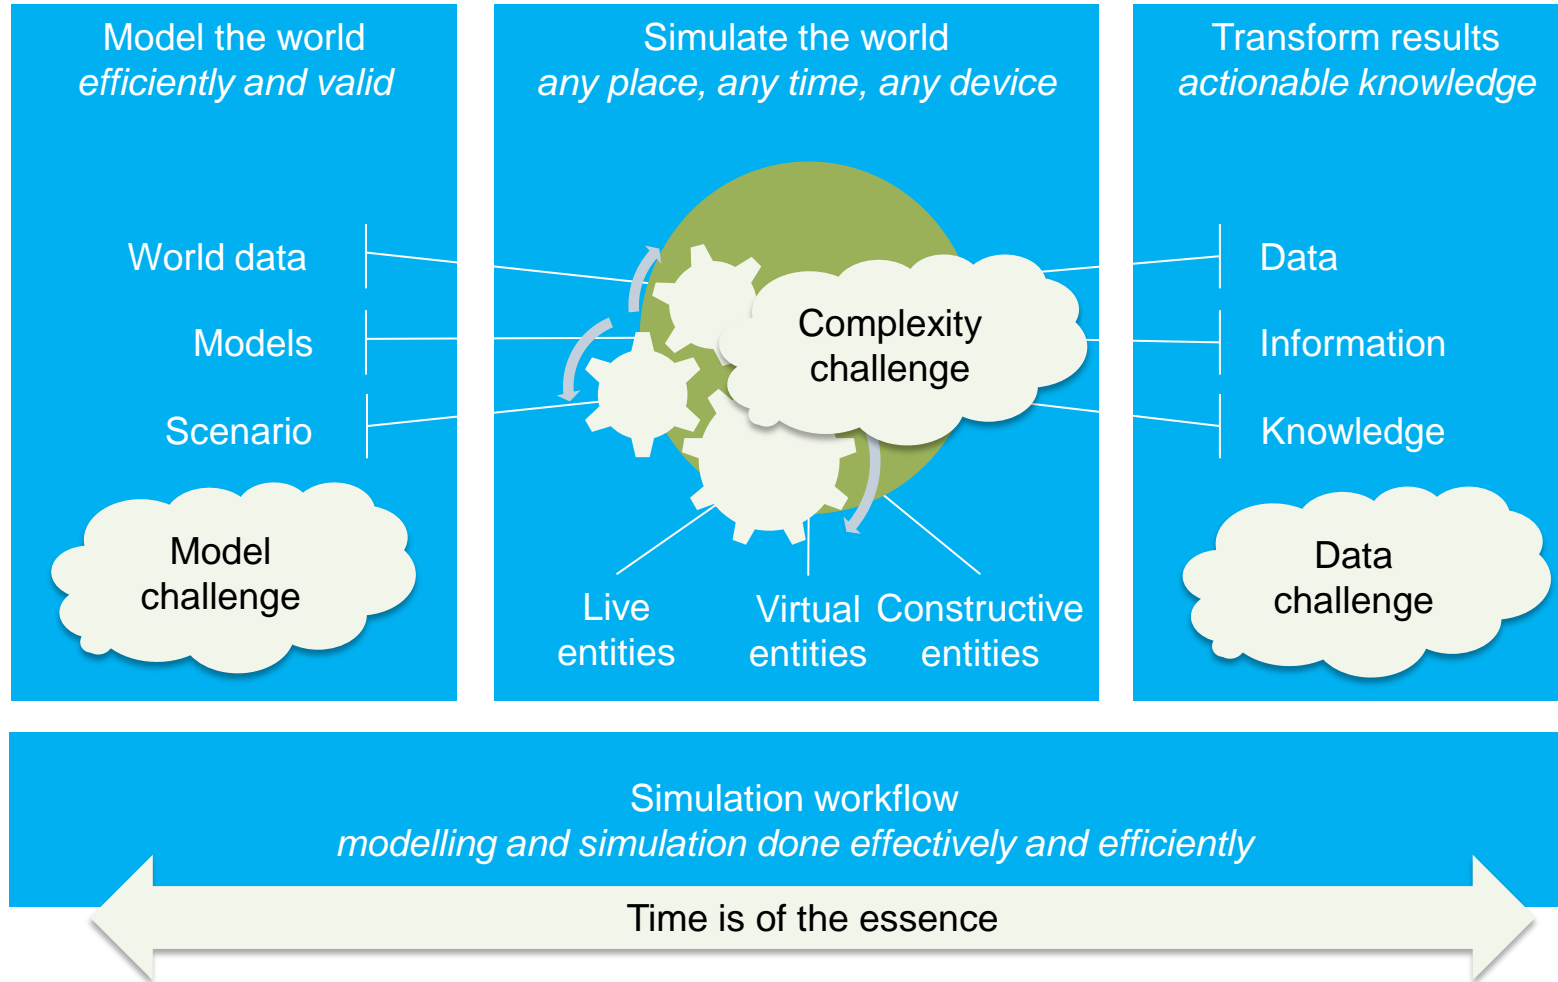 Model the world
efficiently and valid
World data
Models
Scenario
Model
challenge
Simulate the world
any place, any time, any device
Complexity
challenge
Live
entities
Virtual
entities
Constructive
entities
Transform results
actionable knowledge
Data
Information
Knowledge
Data
challenge
Simulation workflow
modelling and simulation done effectively and efficiently
Time is of the essence